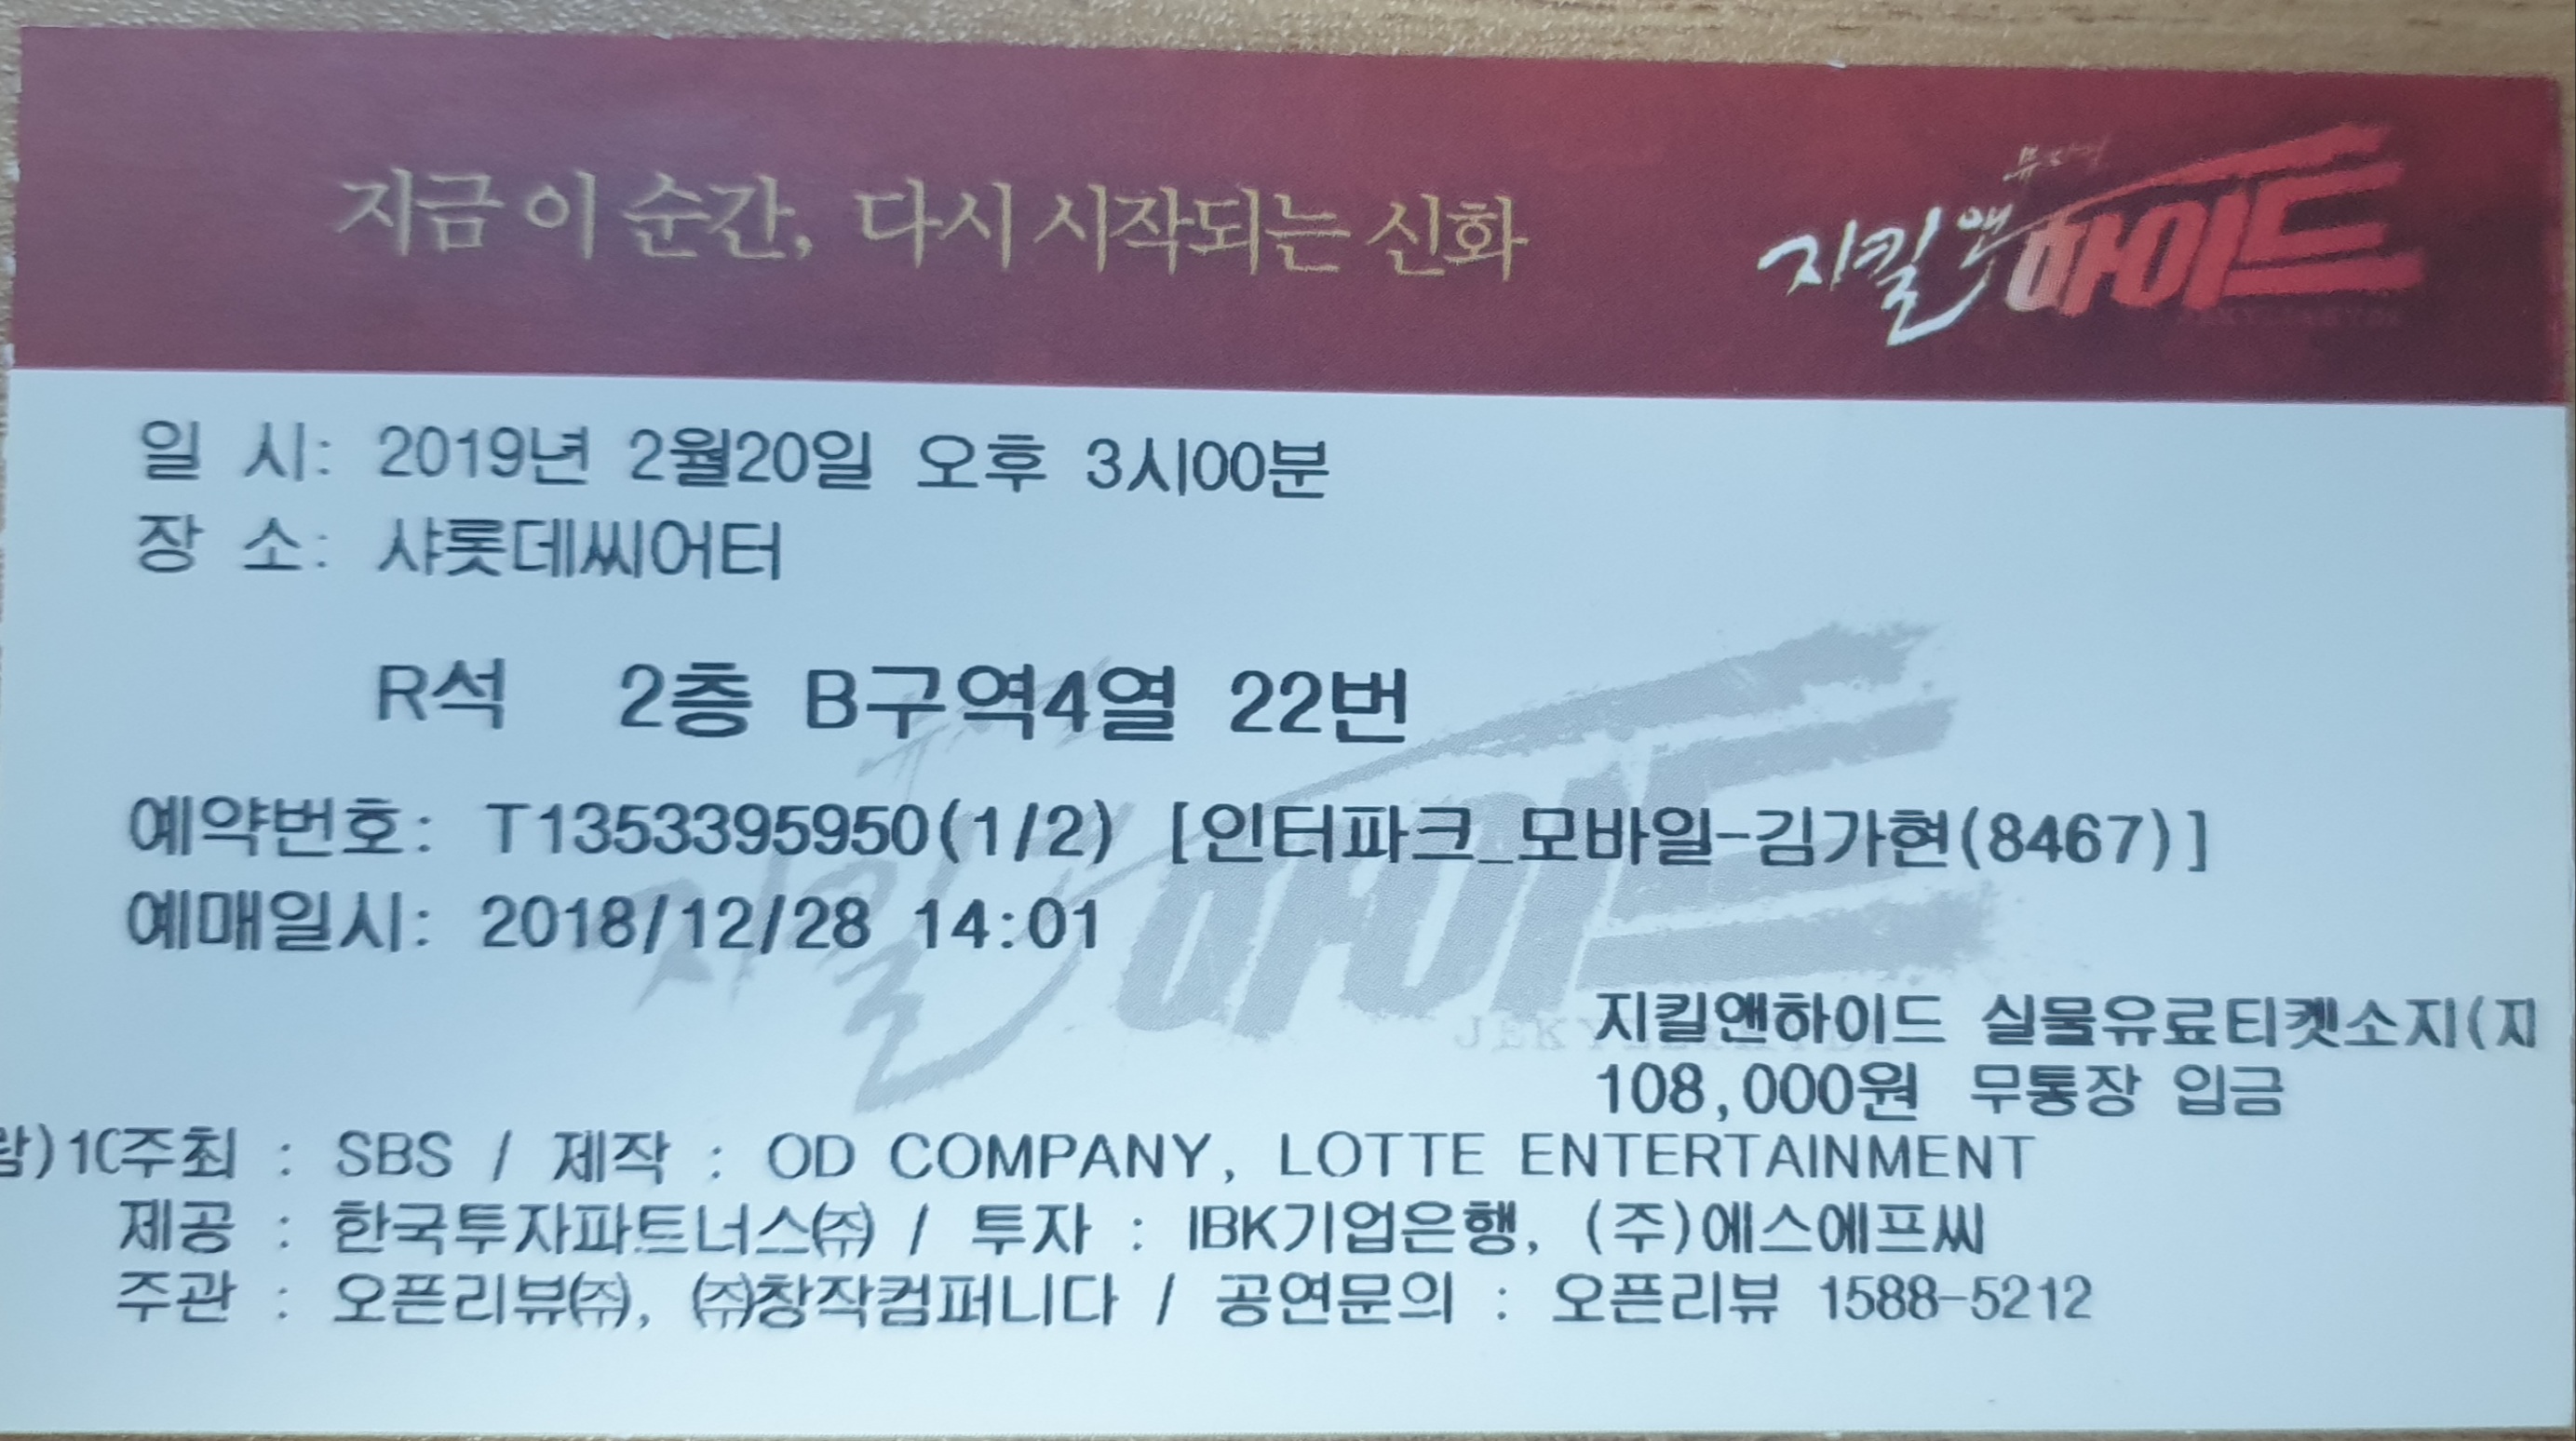 지금 이 순간, 다시 시작되는 신화
뮤지컬
지킬앤하이드
일 시: 2019년 2월20일 오후 3시00분
장 소: 샤롯데씨어터
R석 2층 B구역4열 22번
예약번호: T1353395950(1/2) [인터파크_모바일-김가현(8467)]
예매일시: 2018/12/28 14:01
지킬앤하이드 실물유료티켓소지(지
108,000원 무통장 입금
람)10주최 : SBS / 제작 : OD COMPANY, LOTTE ENTERTAINMENT
제공 : 한국투자파트너스㈜ / 투자 : IBK기업은행, (주)에스에프씨
주관 : 오픈리뷰㈜, ㈜창작컴퍼니다 / 공연문의 : 오픈리뷰 1588-5212